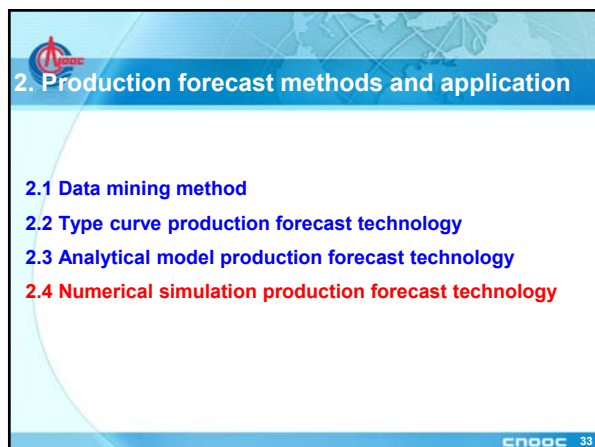 CNOOC
2. Production forecast methods and application
2.1 Data mining method
2.2 Type curve production forecast technology
2.3 Analytical model production forecast technology
2.4 Numerical simulation production forecast technology
CNOOC 33